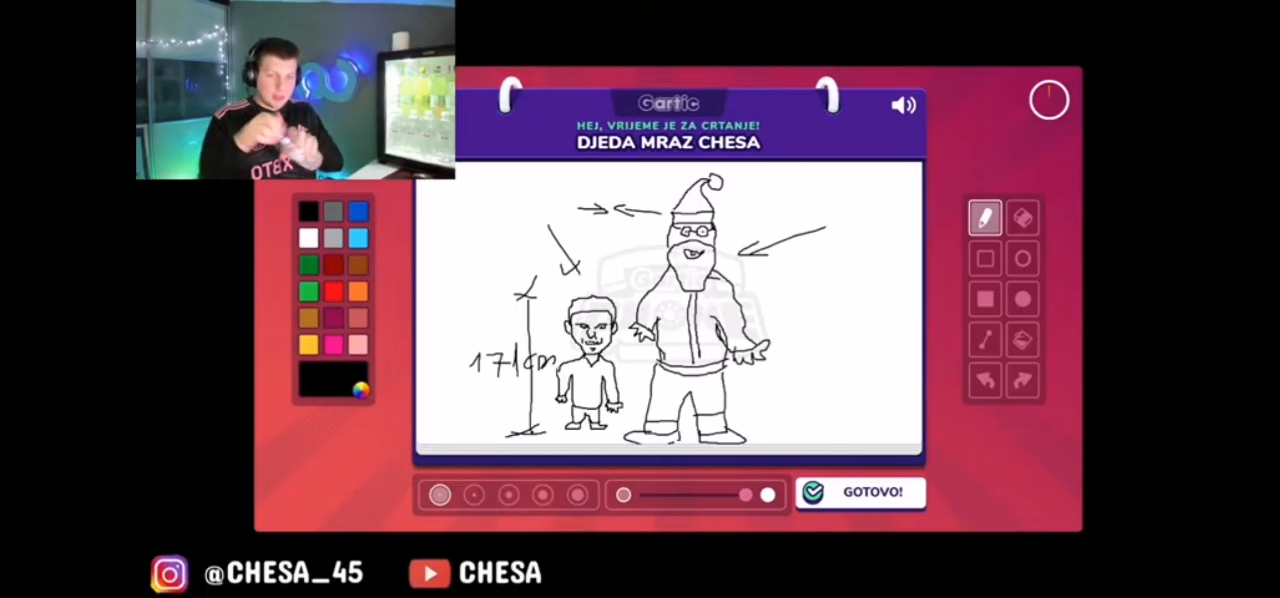 Gartic
HEJ, VRIJEME JE ZA CRTANJE!
DJEDA MRAZ CHESA
OTEX
171cm
GOTOVO!
@CHESA_45
CHESA